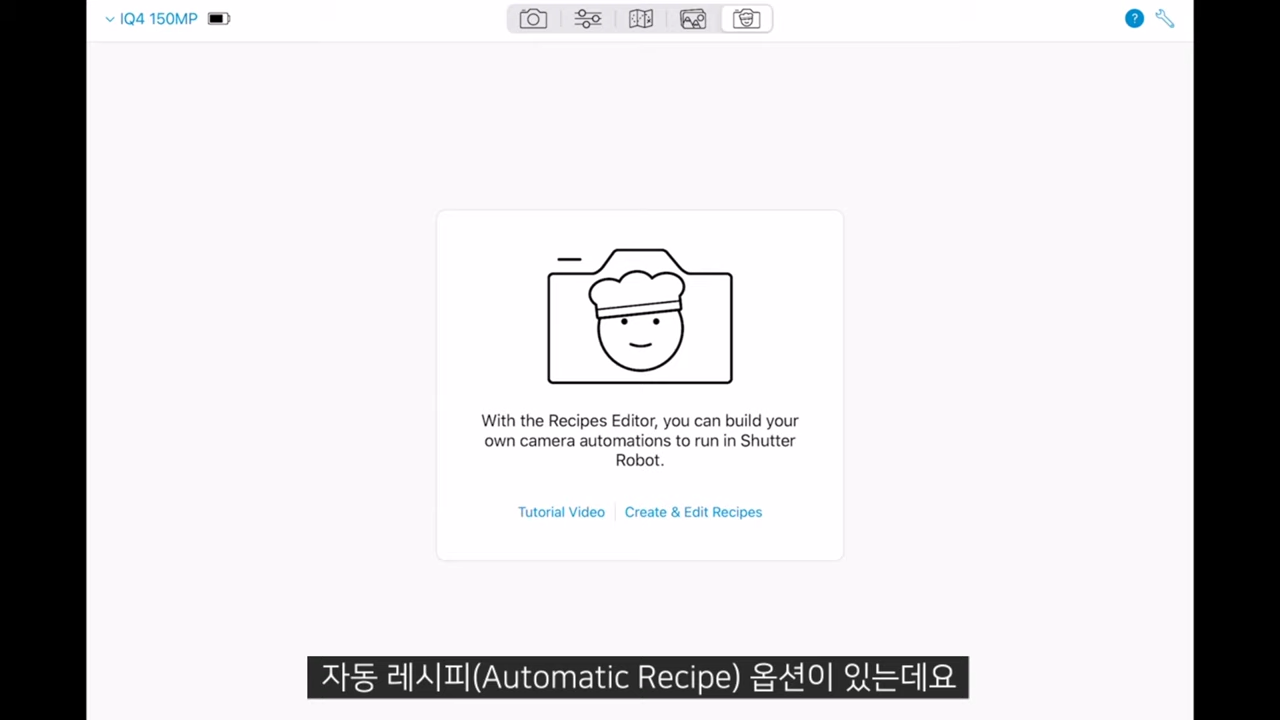 IQ4 150MP
?
With the Recipes Editor, you can build your
own camera automations to run in Shutter
Robot.
Tutorial Video
Create & Edit Recipes
자동 레시피(Automatic Recipe) 옵션이 있는데요